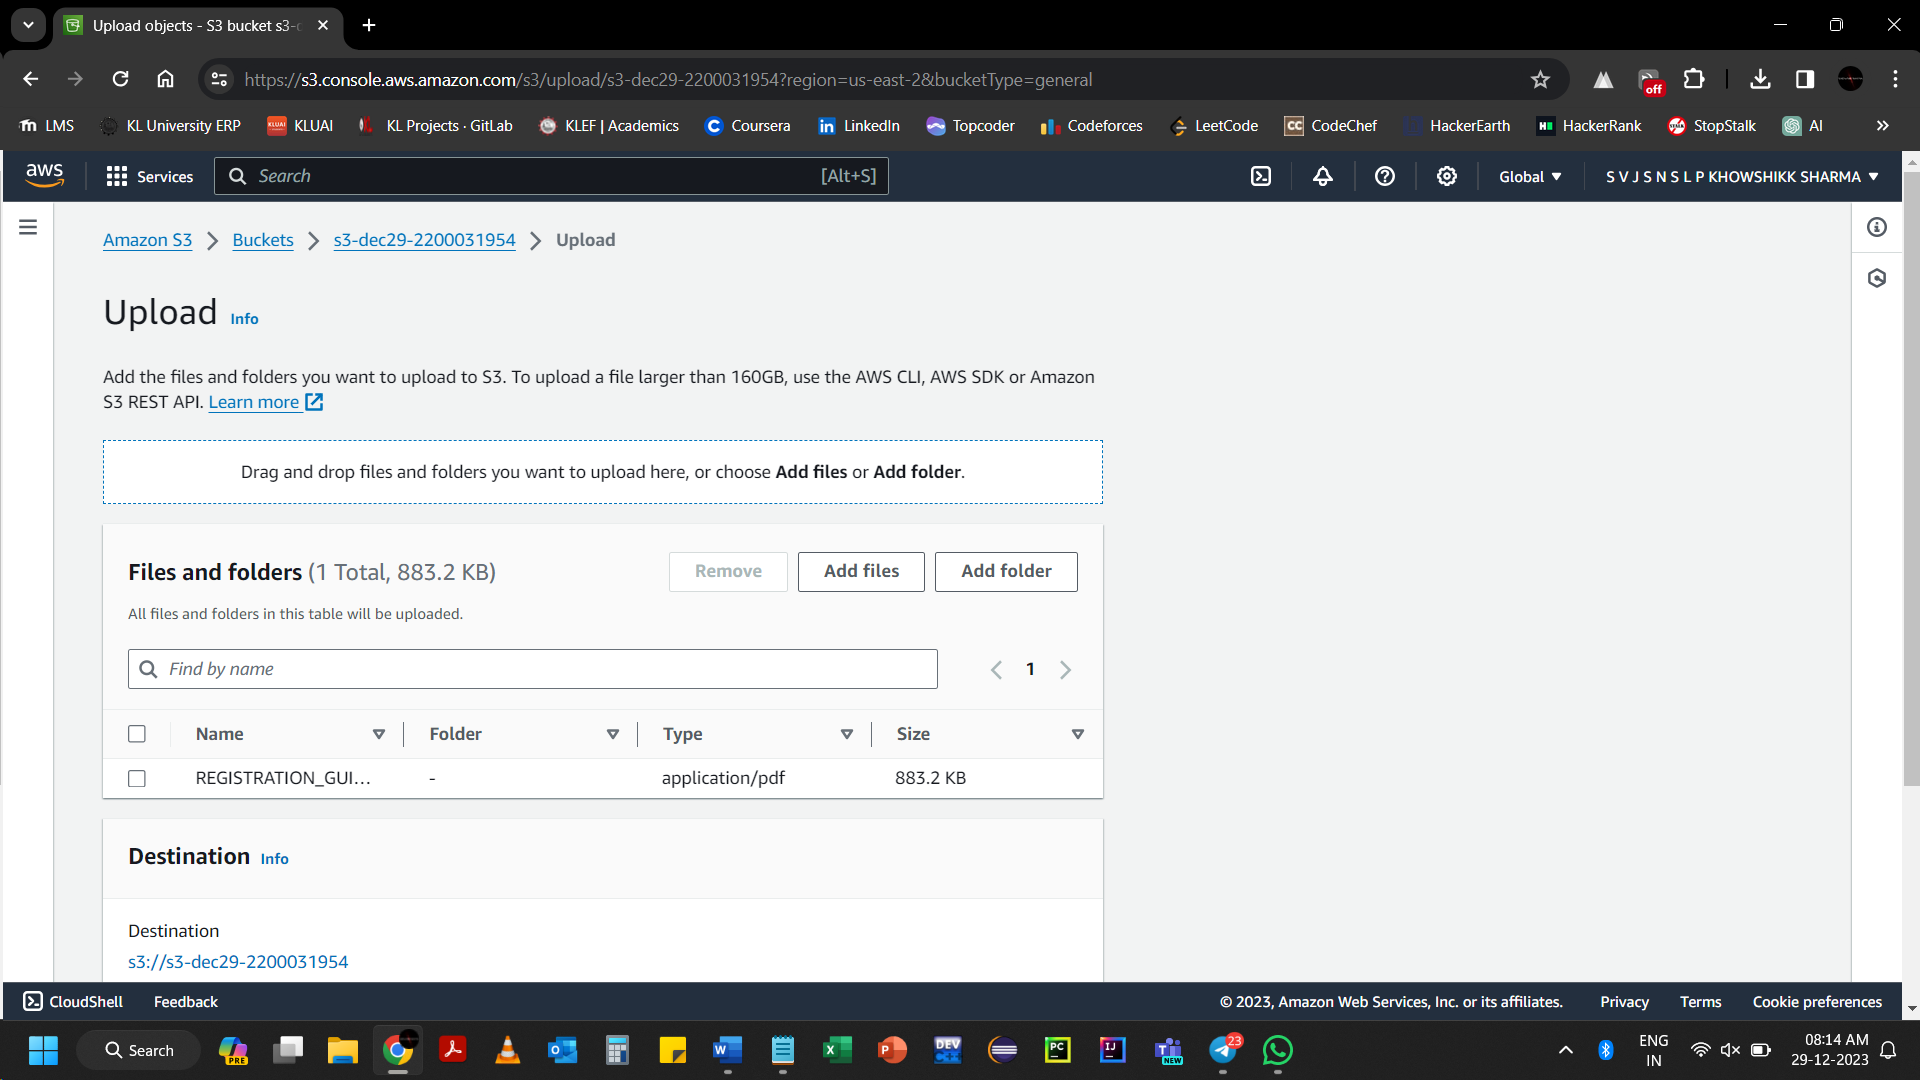 Upload objects - S3 bucket s3-d
https://s3.console.aws.amazon.com/s3/upload/s3-dec29-2200031954?region=us-east-2&bucketType=general
off
LMS
KL University ERP
KLUAI
KLUAI
KL Projects · GitLab
KLEF | Academics
Coursera
LinkedIn
Topcoder
Codeforces
LeetCode
CC
CodeChef
HackerEarth
HackerRank
StopStalk
AI
aws
Services
Search
[Alt+S]
Global
S V J S N S L P KHOWSHIKK SHARMA
Amazon S3
Buckets
s3-dec29-2200031954
Upload
Upload
Info
Add the files and folders you want to upload to S3. To upload a file larger than 160GB, use the AWS CLI, AWS SDK or Amazon
S3 REST API. Learn more
Drag and drop files and folders you want to upload here, or choose Add files or Add folder.
Files and folders (1 Total, 883.2 KB)
Remove
Add files
Add folder
All files and folders in this table will be uploaded.
Find by name
1
Name
Folder
Type
Size
REGISTRATION_GUI...
-
application/pdf
883.2 KB
Destination
Info
Destination
s3://s3-dec29-2200031954
CloudShell
Feedback
© 2023, Amazon Web Services, Inc. or its affiliates.
Privacy
Terms
Cookie preferences
Search
PRE
DEV
PC
IJ
NEW
23
ENG
IN
08:14 AM
29-12-2023